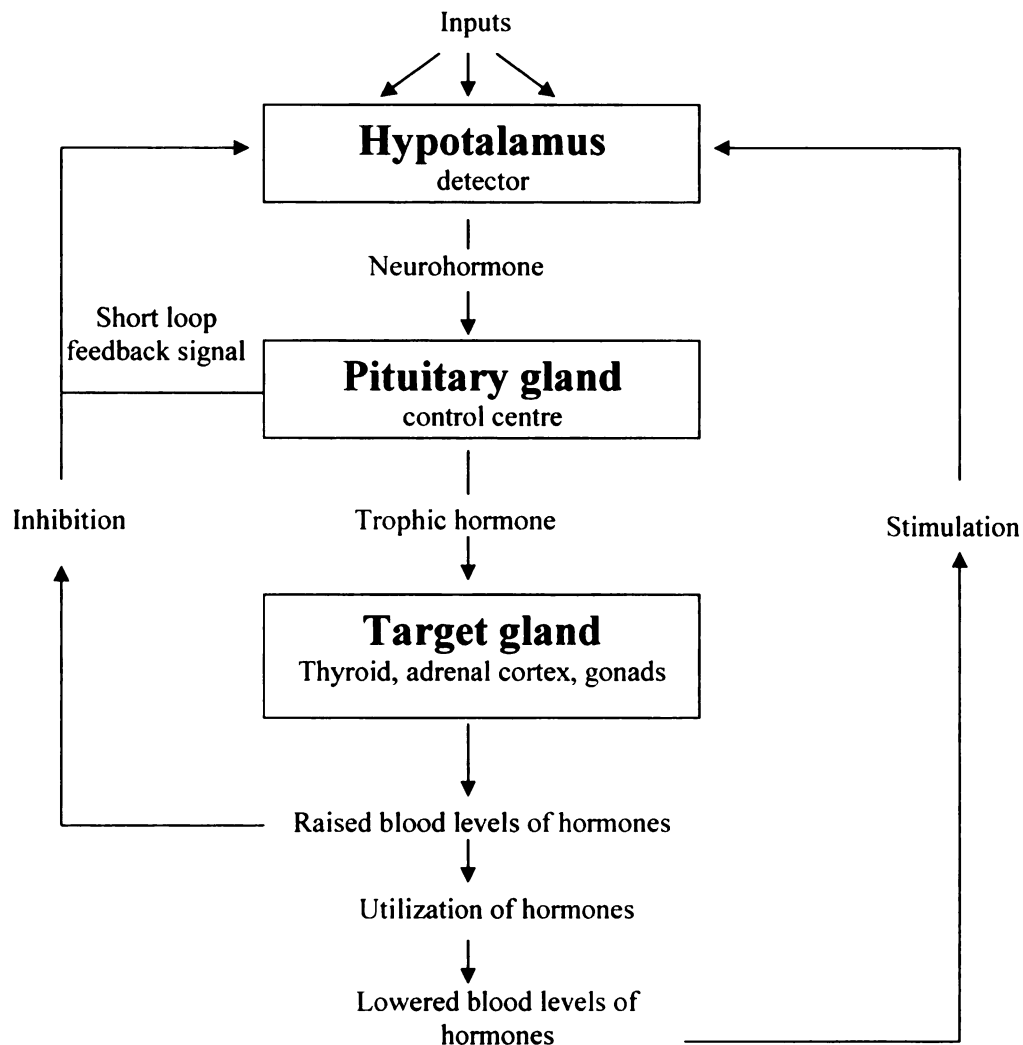 Inputs
Hypotalamus
detector
Neurohormone
Short loop
feedback signal
Pituitary gland
control centre
Inhibition
Trophic hormone
Stimulation
Target gland
Thyroid, adrenal cortex, gonads
Raised blood levels of hormones
Utilization of hormones
Lowered blood levels of
hormones